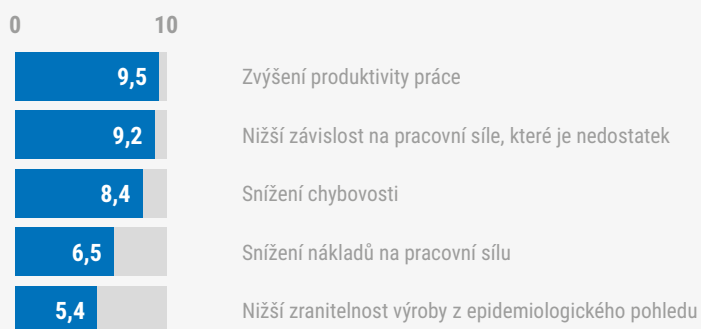 0 10
9,5 Zvýšení produktivity práce
9,2 Nižší závislost na pracovní síle, které je nedostatek
8,4 Snížení chybovosti
6,5 Snížení nákladů na pracovní sílu
5,4 Nižší zranitelnost výroby z epidemiologického pohledu